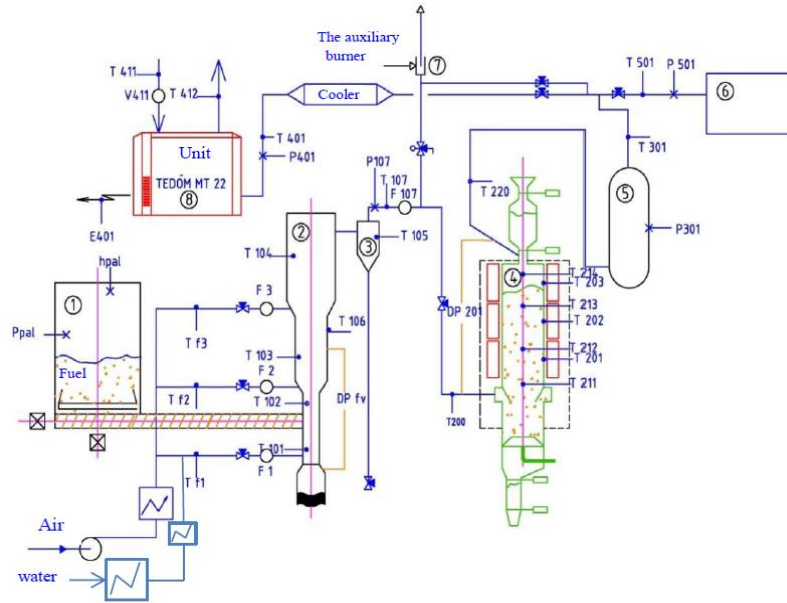 The auxiliary
burner
7
T 411
V411
T 412
Cooler
T 501
P 501
6
Unit
TEDÓM MT 22
8
T 401
P401
E401
P107
T 107
F 107
T 301
5
P301
T 220
2
3
T 105
T 104
hpal
1
Ppal
Fuel
F 3
T f3
T 106
T 103
F 2
T f2
T 102
DP fv
T 101
F 1
T f1
4
T 214
T 203
DP 201
T 213
T 202
T 212
T 201
T 211
T200
Air
water